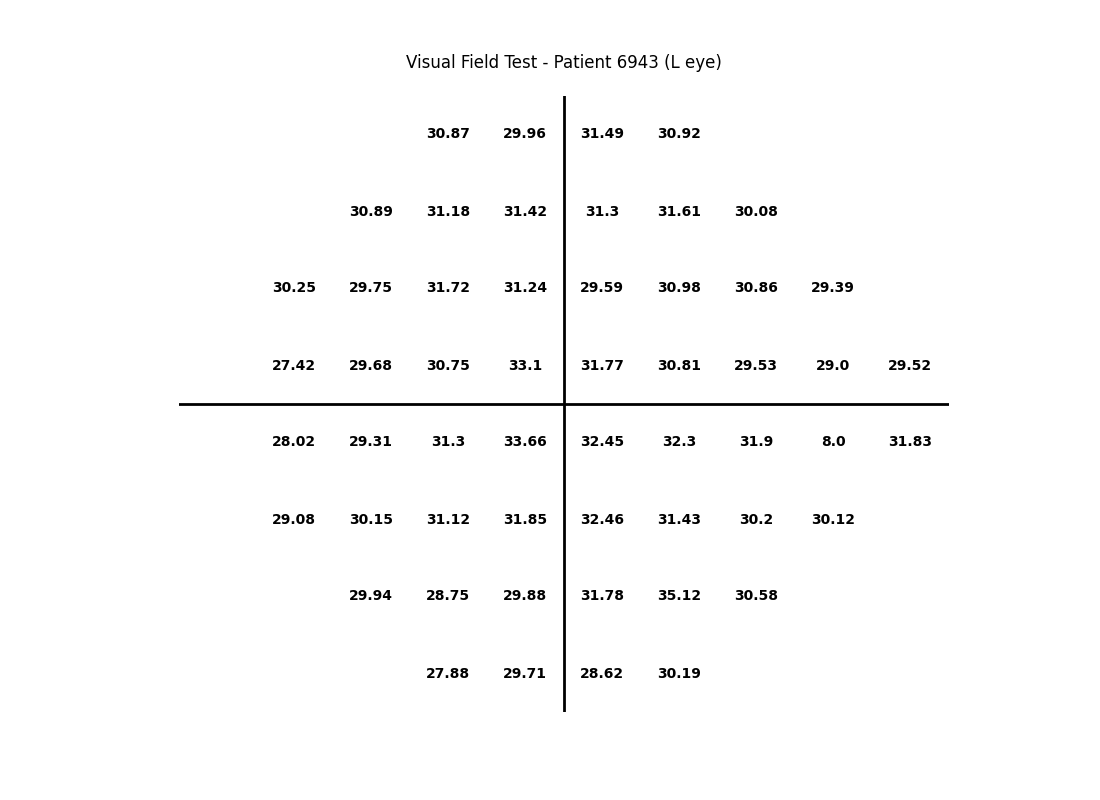 Visual Field Test - Patient 6943 (L eye)
30.87 29.96 31.49 30.92
30.89 31.18 31.42 31.3 31.61 30.08
30.25 29.75 31.72 31.24 29.59 30.98 30.86 29.39
27.42 29.68 30.75 33.1 31.77 30.81 29.53 29.0 29.52
28.02 29.31 31.3 33.66 32.45 32.3 31.9 8.0 31.83
29.08 30.15 31.12 31.85 32.46 31.43 30.2 30.12
29.94 28.75 29.88 31.78 35.12 30.58
27.88 29.71 28.62 30.19